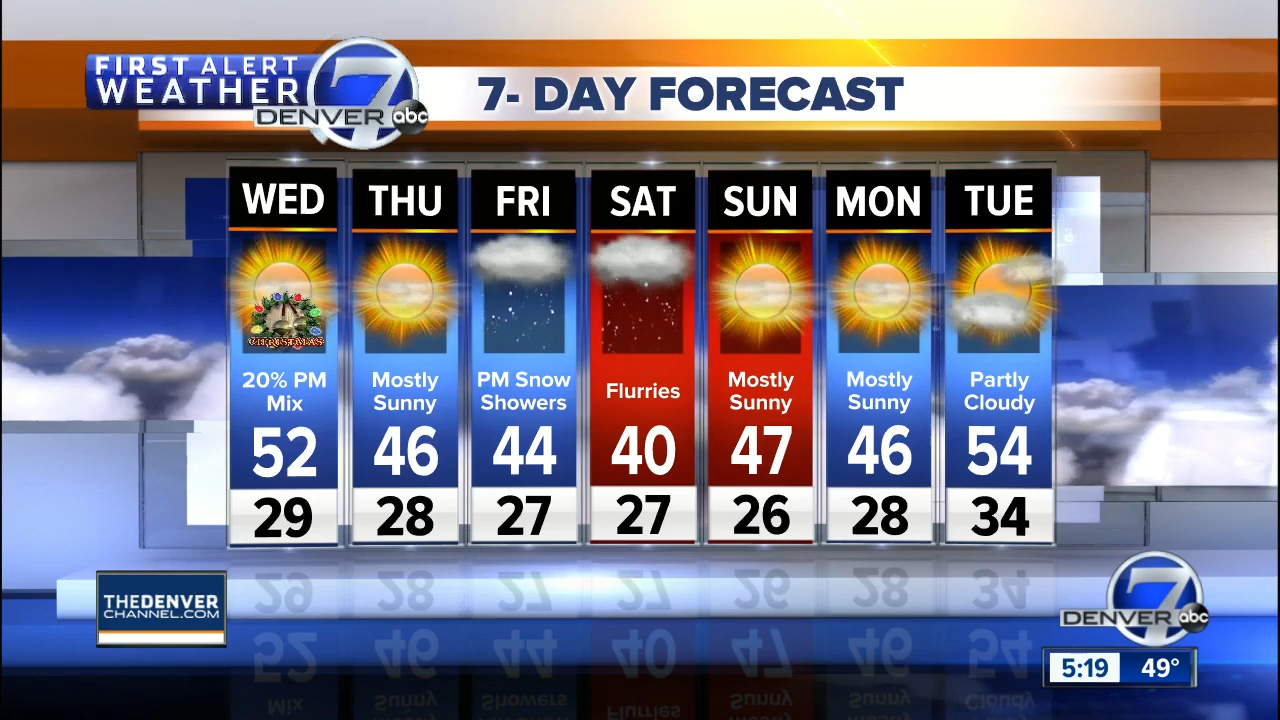 FIRST ALERT
WEATHER
7
DENVER abc
7- DAY FORECAST
WED THU FRI SAT SUN MON TUE
CHRISTMAS
20% PM
Mix
Mostly
Sunny
PM Snow
Showers
Flurries
Mostly
Sunny
Mostly
Sunny
Partly
Cloudy
52 46 44 40 47 46 54
29 28 27 27 26 28 34
THEDENVER
CHANNEL.COM
7
DENVER abc
5:19 49°